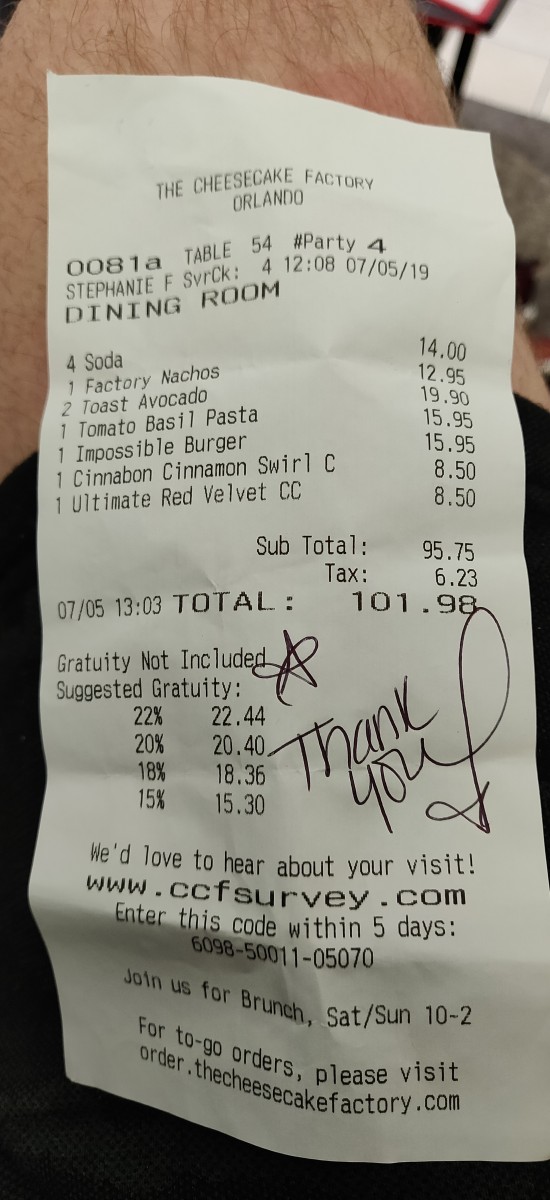 THE CHEESECAKE FACTORY
ORLANDO
0081a TABLE 54 #Party 4
STEPHANIE F SvrCk: 4 12:08 07/05/19
DINING ROOM
4 Soda 14.00
1 Factory Nachos 12.95
2 Toast Avocado 19.90
1 Tomato Basil Pasta 15.95
1 Impossible Burger 15.95
1 Cinnabon Cinnamon Swirl C 8.50
1 Ultimate Red Velvet CC 8.50
Sub Total: 95.75
Tax: 6.23
07/05 13:03 TOTAL: 101.98
Gratuity Not Included
Suggested Gratuity:
22% 22.44
20% 20.40
18% 18.36
15% 15.30
Thank
you
We'd love to hear about your visit!
www.ccfsurvey.com
Enter this code within 5 days:
6098-50011-05070
Join us for Brunch, Sat/Sun 10-2
For to-go orders, please visit
order.thecheesecakefactory.com